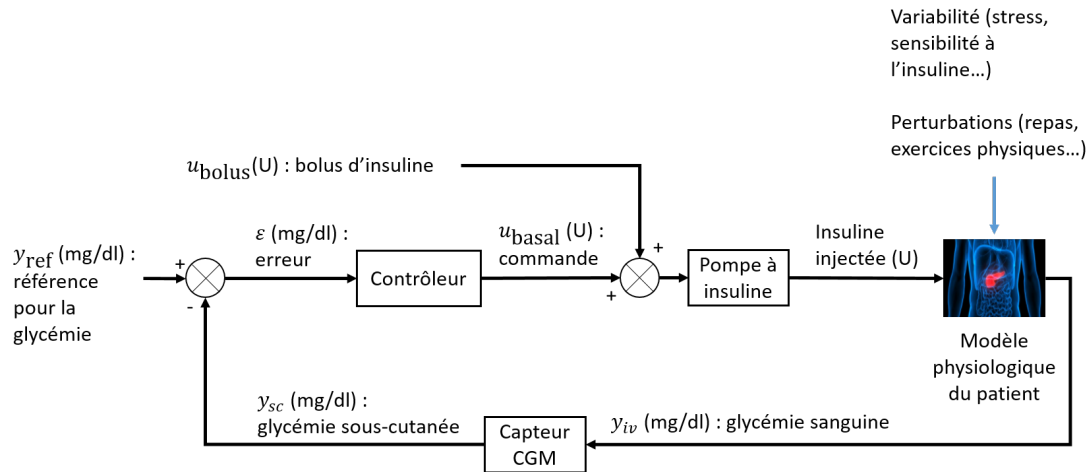 Variabilité (stress,
sensibilité à
l'insuline…)
Perturbations (repas,
exercices physiques…)
u_bolus(U) : bolus d'insuline
y_ref (mg/dl) :
référence
pour la
glycémie
+
-
ε (mg/dl) :
erreur
Contrôleur
u_basal (U) :
commande
+
+
Pompe à
insuline
Insuline
injectée (U)
Modèle
physiologique
du patient
y_sc (mg/dl) :
glycémie sous-cutanée
Capteur
CGM
y_iv (mg/dl) : glycémie sanguine